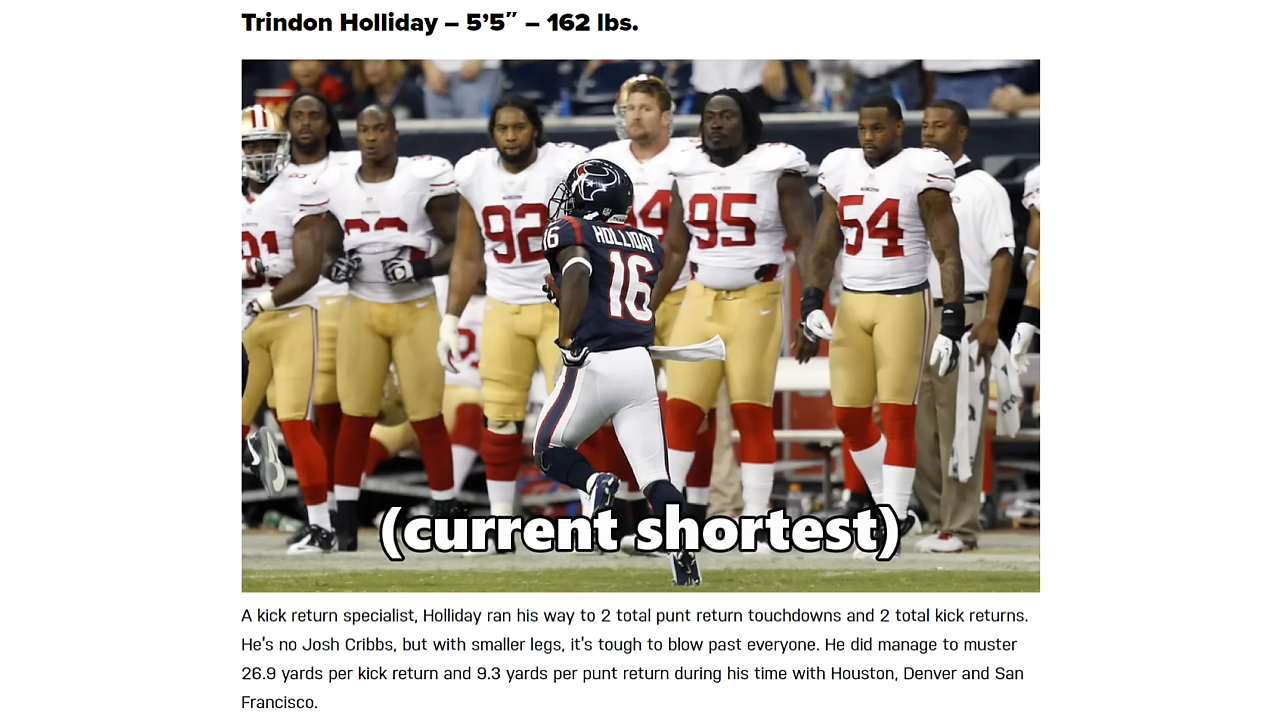 Trindon Holliday – 5’5″ – 162 lbs.
91
92
94
95
54
16
HOLLIDAY
16
(current shortest)
A kick return specialist, Holliday ran his way to 2 total punt return touchdowns and 2 total kick returns.
He's no Josh Cribbs, but with smaller legs, it's tough to blow past everyone. He did manage to muster
26.9 yards per kick return and 9.3 yards per punt return during his time with Houston, Denver and San
Francisco.